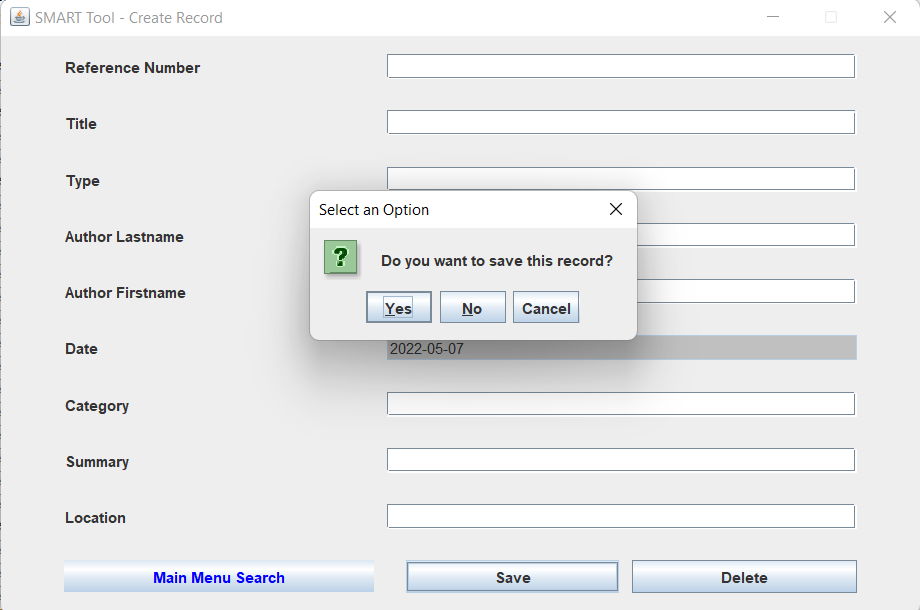 SMART Tool - Create Record
Reference Number
Title
Type
Select an Option
Author Lastname
Do you want to save this record?
Author Firstname
Yes No Cancel
Date 2022-05-07
Category
Summary
Location
Main Menu Search Save Delete